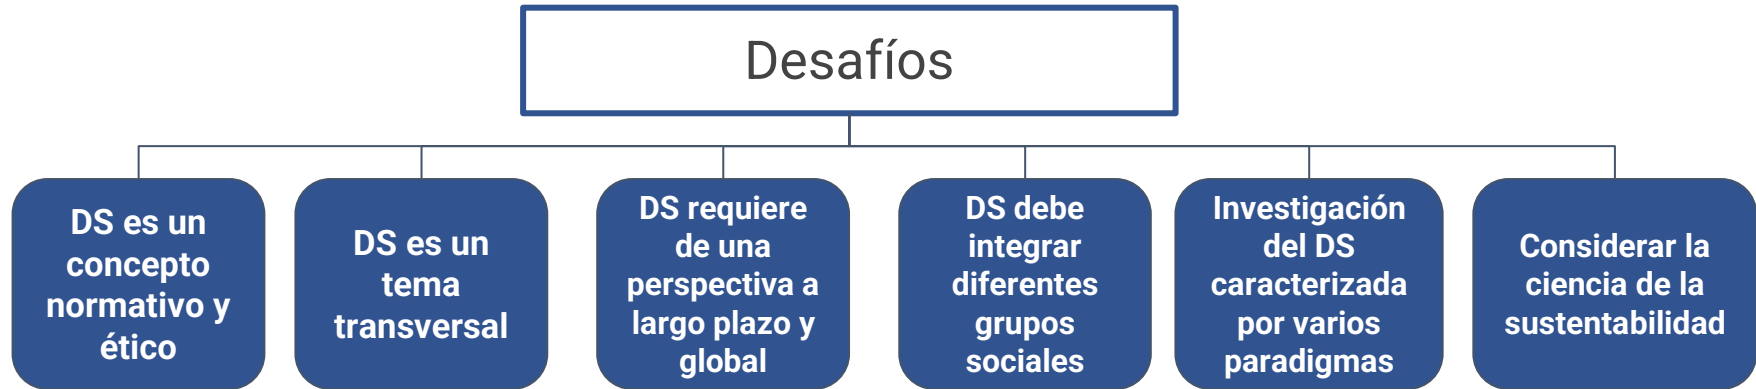 Desafíos
DS es un
concepto
normativo y
ético
DS es un
tema
transversal
DS requiere
de una
perspectiva a
largo plazo y
global
DS debe
integrar
diferentes
grupos
sociales
Investigación
del DS
caracterizada
por varios
paradigmas
Considerar la
ciencia de la
sustentabilidad